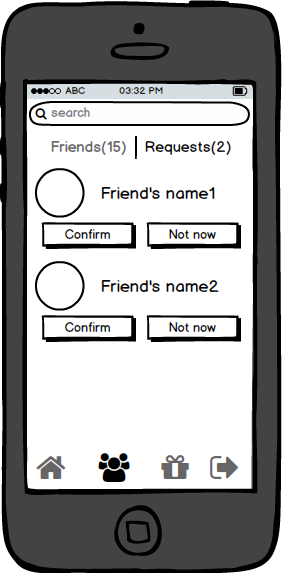 ABC 03:32 PM
search
Friends(15) Requests(2)
Friend's name1
Confirm Not now
Friend's name2
Confirm Not now